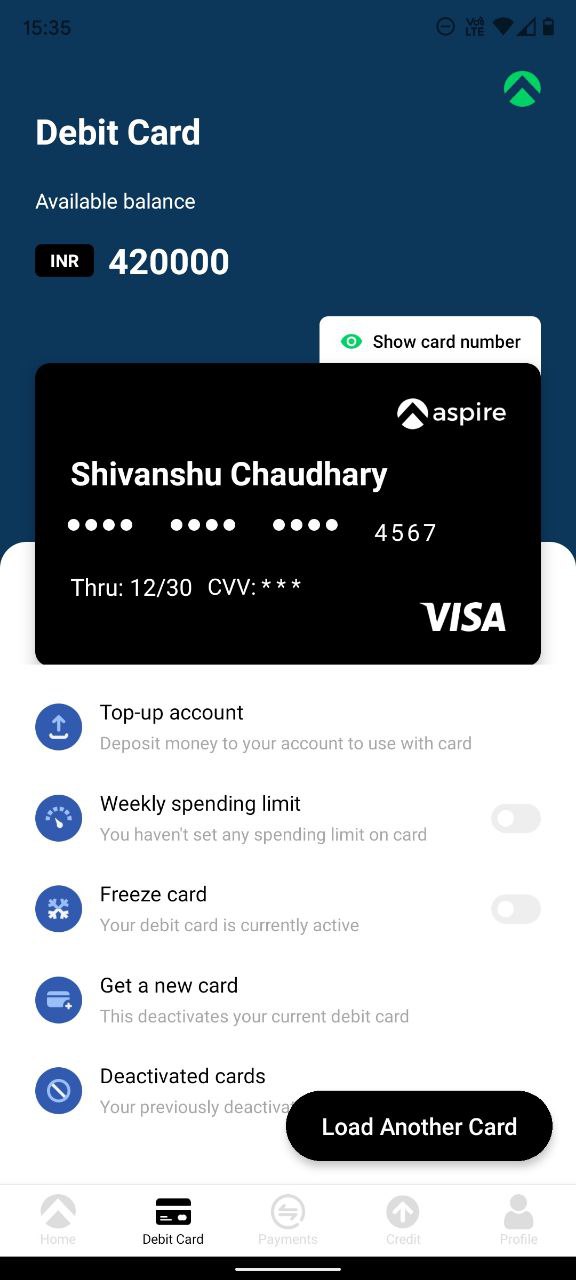 15:35
Vo
LTE
Debit Card
Available balance
INR 420000
Show card number
aspire
Shivanshu Chaudhary
•••• •••• •••• 4567
Thru: 12/30 CVV: * * *
VISA
Top-up account
Deposit money to your account to use with card
Weekly spending limit
You haven't set any spending limit on card
Freeze card
Your debit card is currently active
Get a new card
This deactivates your current debit card
Deactivated cards
Your previously
Load Another Card
Home Debit Card Payments Credit Profile